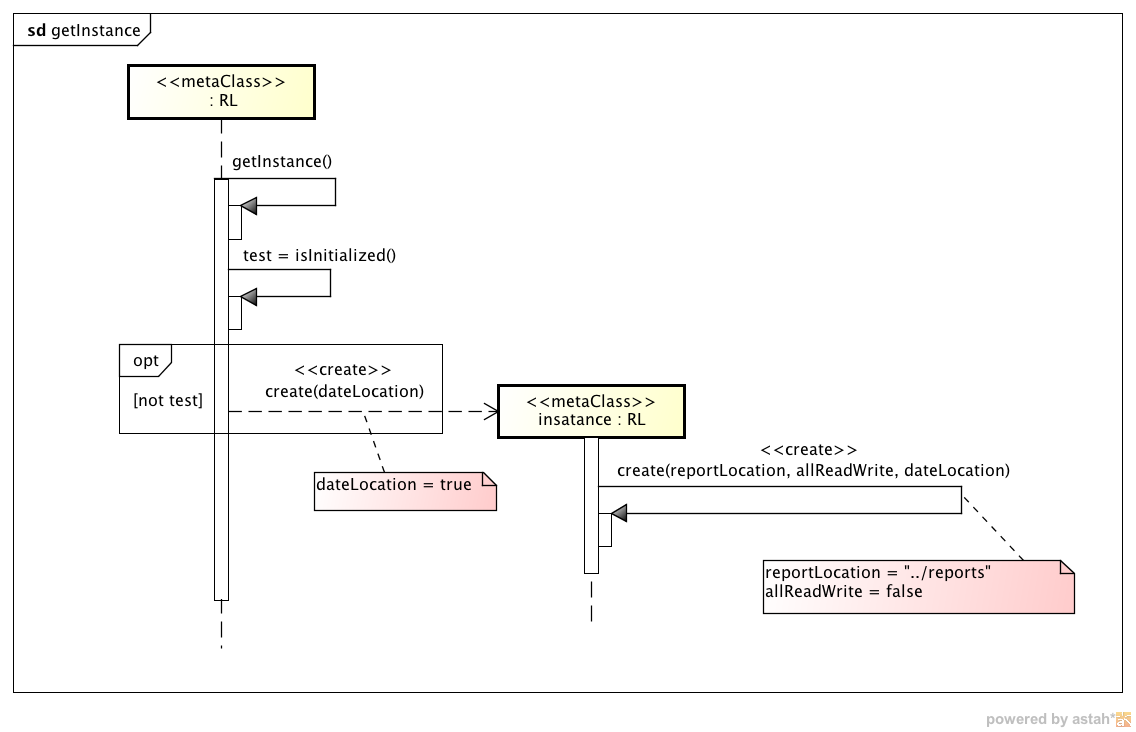 sd getInstance
<<metaClass>>
: RL
getInstance()
test = isInitialized()
opt
[not test]
<<create>>
create(dateLocation)
<<metaClass>>
insatance : RL
dateLocation = true
<<create>>
create(reportLocation, allReadWrite, dateLocation)
reportLocation = "../reports"
allReadWrite = false
powered by astah*